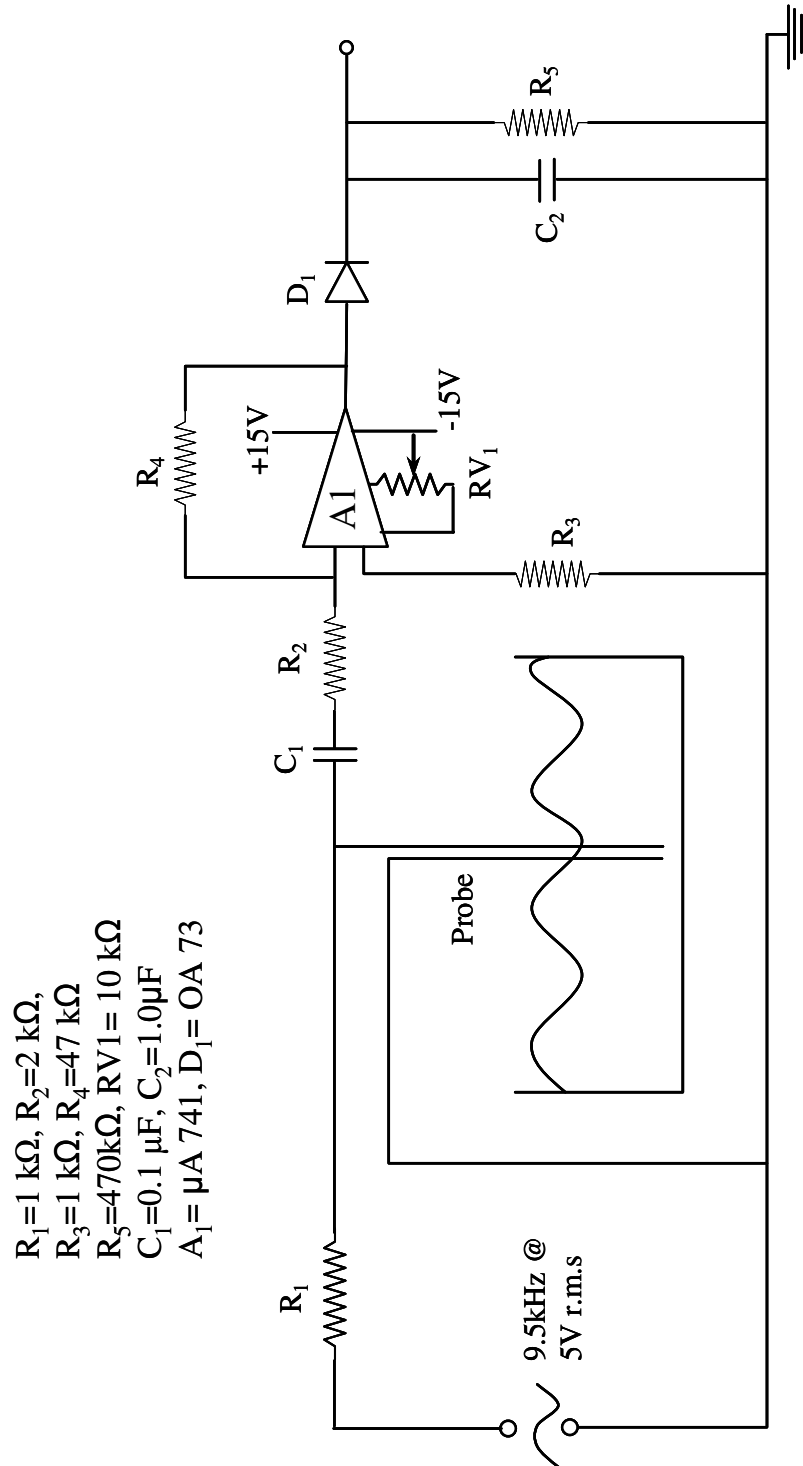 R1=1 kΩ, R2=2 kΩ,
R3=1 kΩ, R4=47 kΩ
R5=470kΩ, RV1= 10 kΩ
C1=0.1 μF, C2=1.0μF
A1= μA 741, D1= OA 73
R1
9.5kHz @
5V r.m.s
Probe
C1
R2
R3
R4
A1
+15V
-15V
RV1
D1
C2
R5